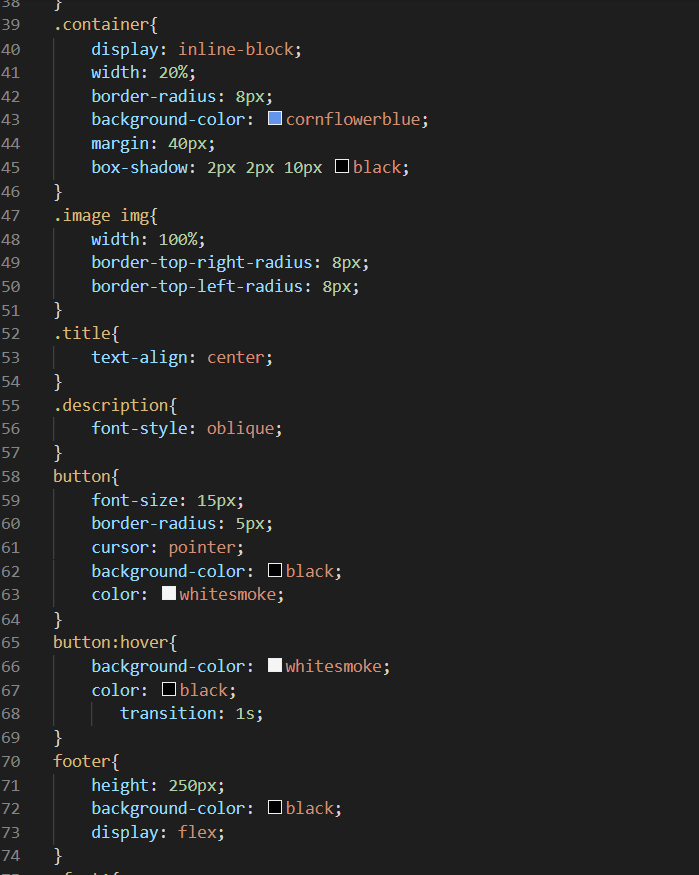 38 }
39 .container{
40 display: inline-block;
41 width: 20%;
42 border-radius: 8px;
43 background-color: cornflowerblue;
44 margin: 40px;
45 box-shadow: 2px 2px 10px black;
46 }
47 .image img{
48 width: 100%;
49 border-top-right-radius: 8px;
50 border-top-left-radius: 8px;
51 }
52 .title{
53 text-align: center;
54 }
55 .description{
56 font-style: oblique;
57 }
58 button{
59 font-size: 15px;
60 border-radius: 5px;
61 cursor: pointer;
62 background-color: black;
63 color: whitesmoke;
64 }
65 button:hover{
66 background-color: whitesmoke;
67 color: black;
68 transition: 1s;
69 }
70 footer{
71 height: 250px;
72 background-color: black;
73 display: flex;
74 }